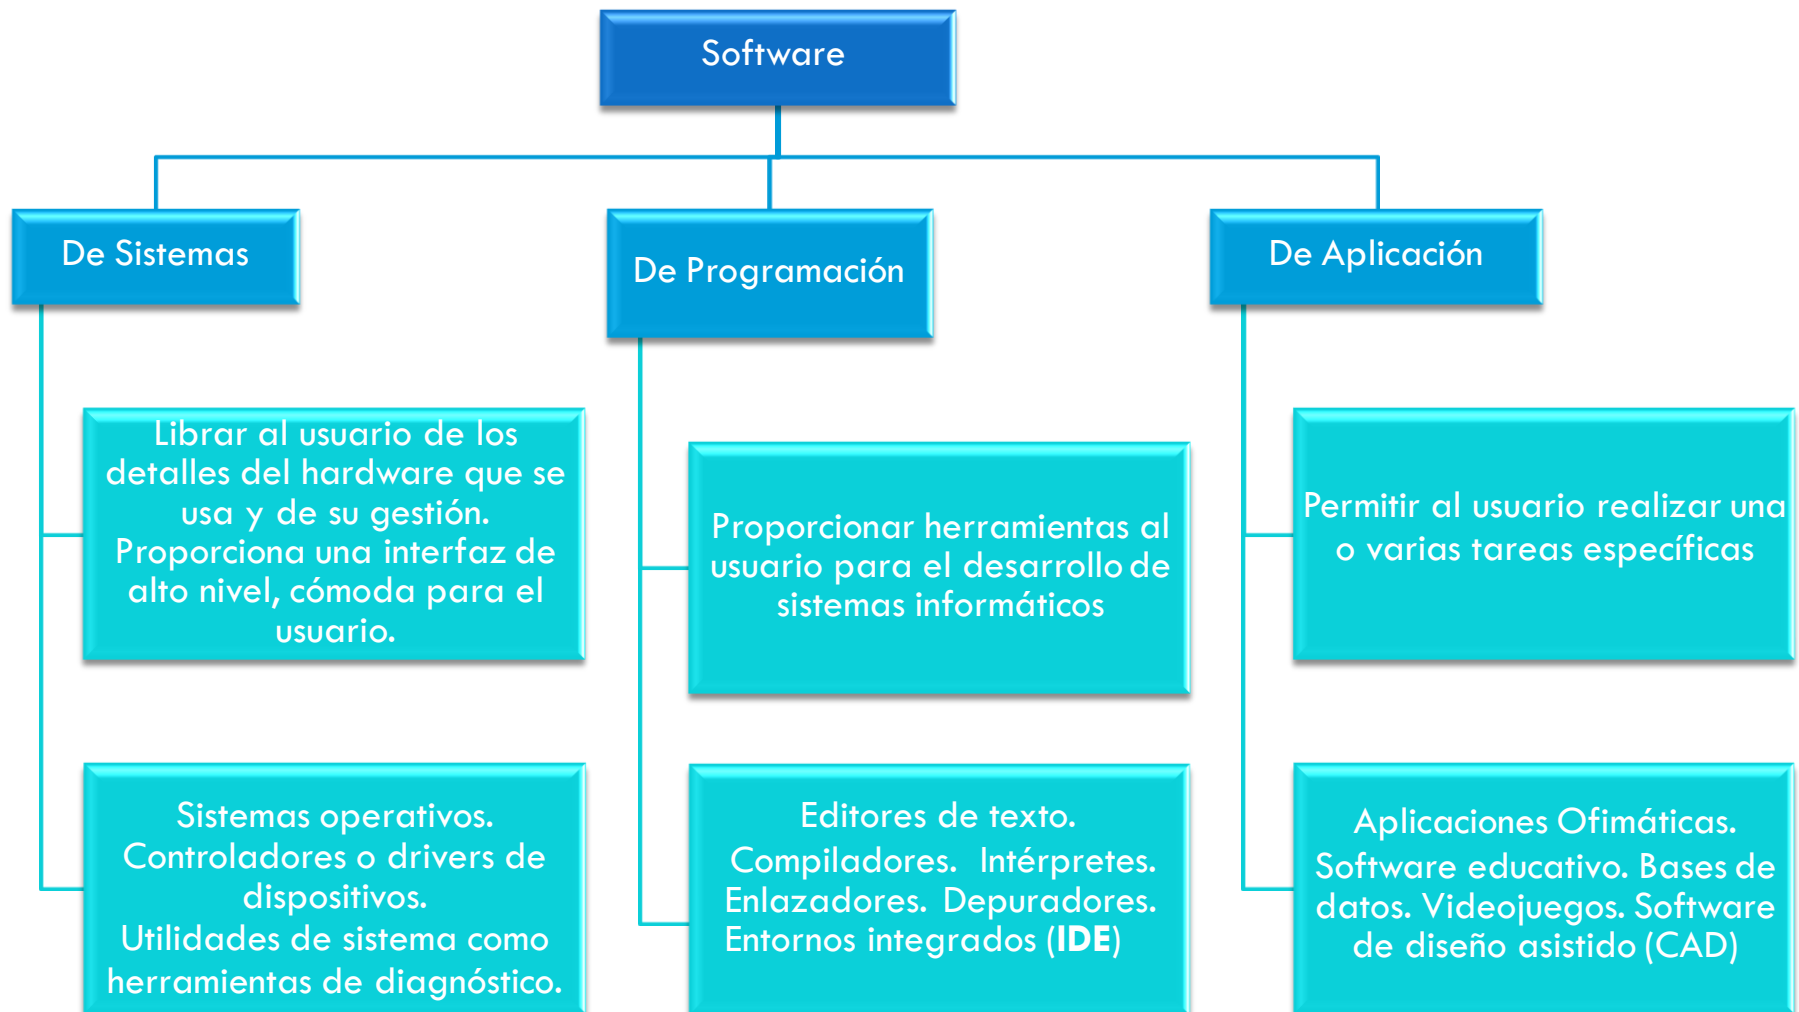 Software
De Sistemas
De Programación
De Aplicación
Librar al usuario de los
detalles del hardware que se
usa y de su gestión.
Proporciona una interfaz de
alto nivel, cómoda para el
usuario.
Proporcionar herramientas al
usuario para el desarrollo de
sistemas informáticos
Permitir al usuario realizar una
o varias tareas específicas
Sistemas operativos.
Controladores o drivers de
dispositivos.
Utilidades de sistema como
herramientas de diagnóstico.
Editores de texto.
Compiladores. Intérpretes.
Enlazadores. Depuradores.
Entornos integrados (IDE)
Aplicaciones Ofimáticas.
Software educativo. Bases de
datos. Videojuegos. Software
de diseño asistido (CAD)